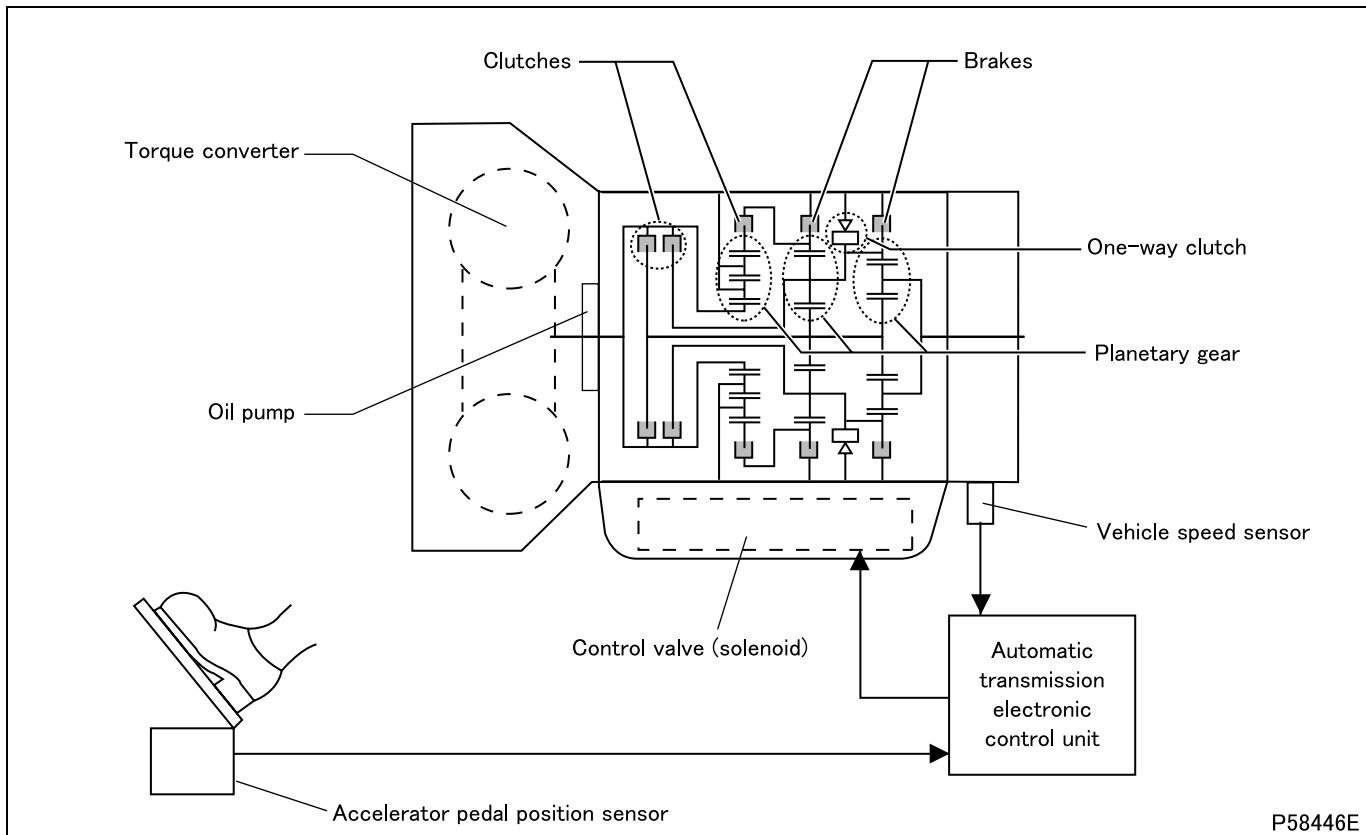 Clutches
Brakes
Torque converter
One-way clutch
Planetary gear
Oil pump
Vehicle speed sensor
Control valve (solenoid)
Automatic
transmission
electronic
control unit
Accelerator pedal position sensor
P58446E